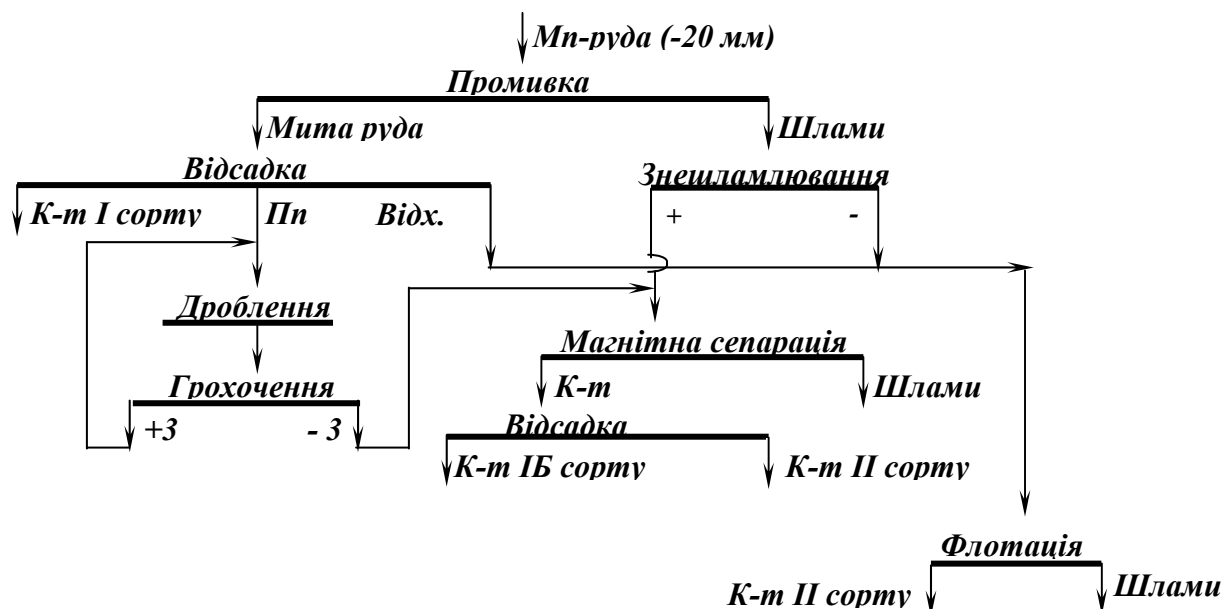 Мп-руда (-20 мм)
Промивка
Мита руда
Шлами
Відсадка
Знешламлювання
К-т І сорту
Пп
Відх.
+
-
Дроблення
Магнітна сепарація
Грохочення
К-т
Шлами
+3
- 3
Відсадка
К-т ІБ сорту
К-т ІІ сорту
Флотація
К-т ІІ сорту
Шлами